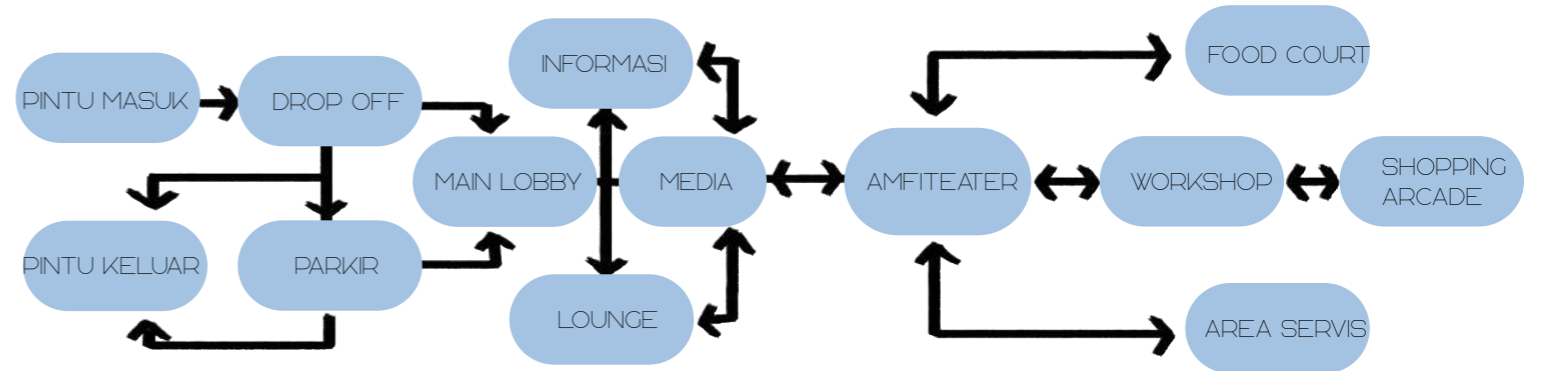 PINTU MASUK
DROP OFF
INFORMASI
FOOD COURT
MAIN LOBBY
MEDIA
AMFITEATER
WORKSHOP
SHOPPING
ARCADE
PINTU KELUAR
PARKIR
LOUNGE
AREA SERVIS